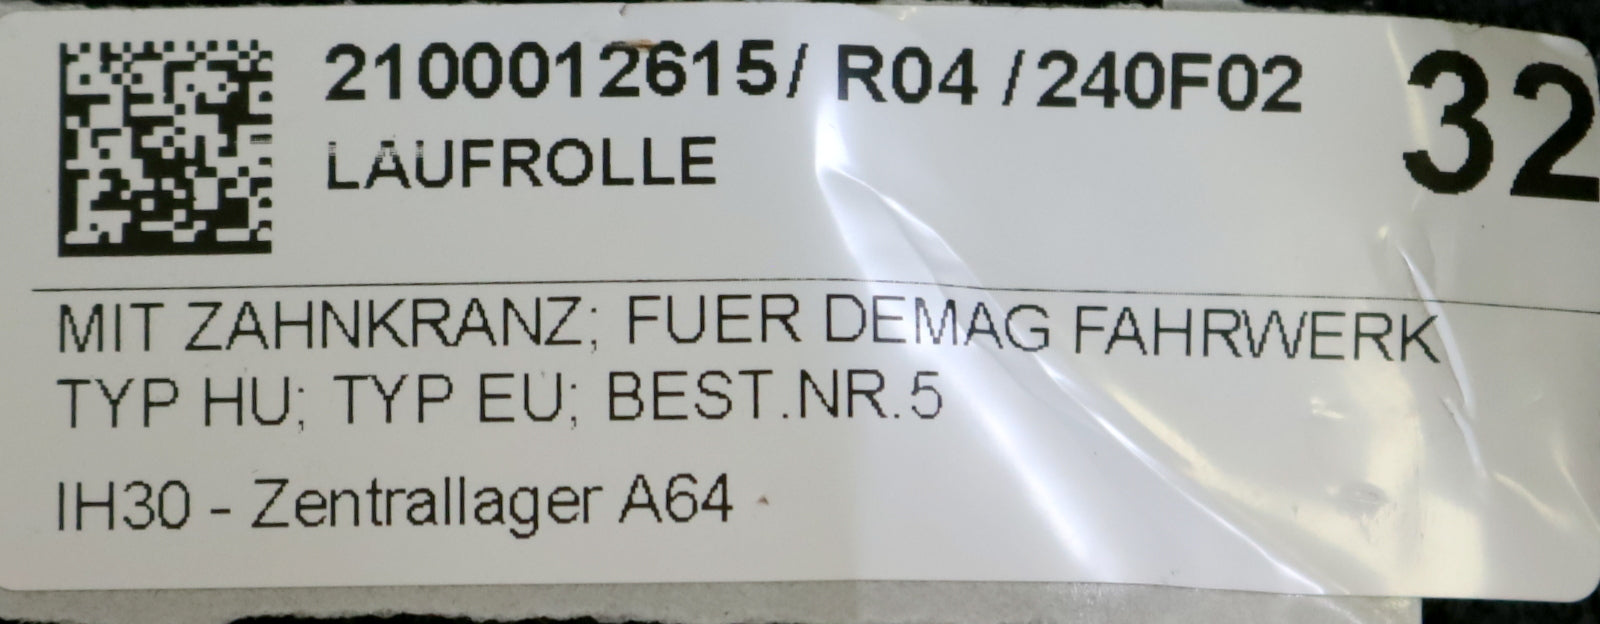 2100012615/ R04 /240F02
32
LAUFROLLE
MIT ZAHNKRANZ; FUER DEMAG FAHRWERK
TYP HU; TYP EU; BEST.NR.5
IH30 - Zentrallager A64